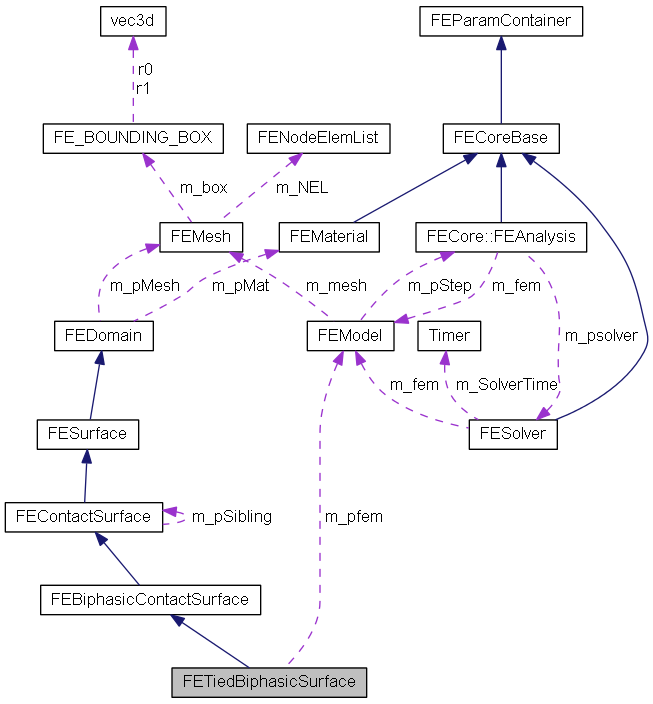 vec3d
FEParamContainer
r0
r1
FE_BOUNDING_BOX
FENodeElemList
FECoreBase
m_box
m_NEL
FEMesh
FEMaterial
FECore::FEAnalysis
m_pMesh
m_pMat
m_mesh
m_pStep
m_fem
FEDomain
FEModel
Timer
m_psolver
m_fem
m_SolverTime
FESurface
FESolver
FEContactSurface
m_pSibling
m_pfem
FEBiphasicContactSurface
FETiedBiphasicSurface